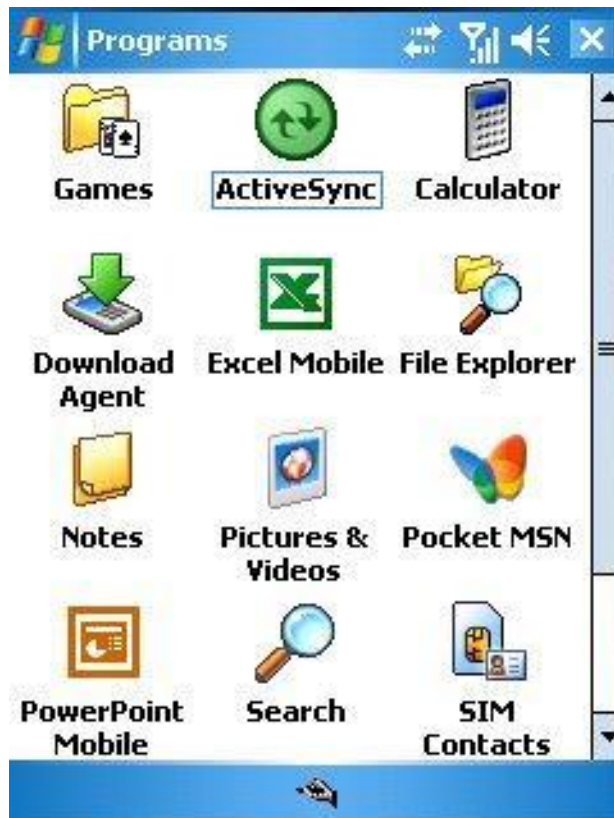 Programs
Games
ActiveSync
Calculator
Download
Agent
Excel Mobile
File Explorer
Notes
Pictures &
Videos
Pocket MSN
PowerPoint
Mobile
Search
SIM
Contacts